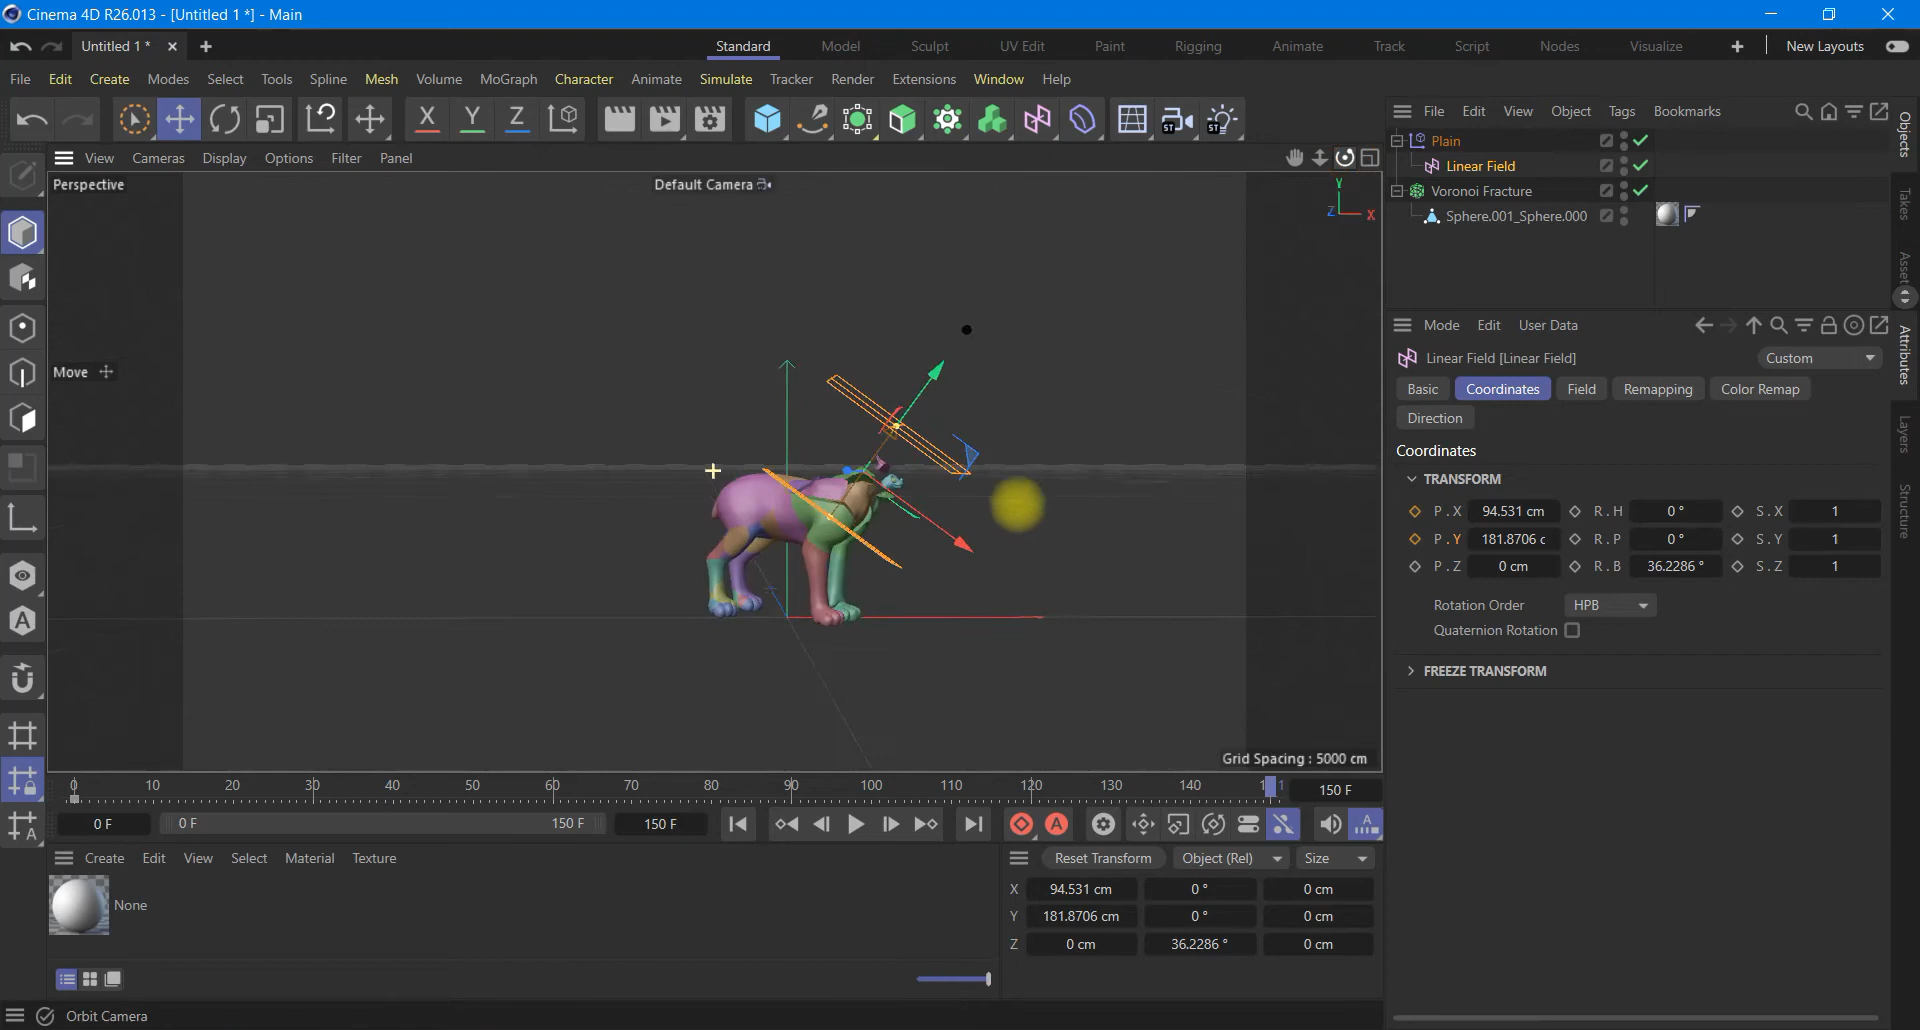 Cinema 4D R26.013 - [Untitled 1 *] - Main
Untitled 1 *
Standard Model Sculpt UV Edit Paint Rigging Animate Track Script Nodes Visualize New Layouts
File Edit Create Modes Select Tools Spline Mesh Volume MoGraph Character Animate Simulate Tracker Render Extensions Window Help
X Y Z ST ST
View Cameras Display Options Filter Panel
Perspective
Default Camera
Y
Z X
Move
Grid Spacing : 5000 cm
0 10 20 30 40 50 60 70 80 90 100 110 120 130 140 150 F
0 F 0 F 150 F 150 F
Create Edit View Select Material Texture
None
Reset Transform Object (Rel) Size
X 94.531 cm 0 ° 0 cm
Y 181.8706 cm 0 ° 0 cm
Z 0 cm 36.2286 ° 0 cm
Orbit Camera
File Edit View Object Tags Bookmarks
Plain
Linear Field
Voronoi Fracture
Sphere.001_Sphere.000
Mode Edit User Data
Linear Field [Linear Field] Custom
Basic Coordinates Field Remapping Color Remap
Direction
Coordinates
TRANSFORM
P . X 94.531 cm R . H 0 ° S . X 1
P . Y 181.8706 c R . P 0 ° S . Y 1
P . Z 0 cm R . B 36.2286 ° S . Z 1
Rotation Order HPB
Quaternion Rotation
FREEZE TRANSFORM
Objects
Takes
Asset
Attributes
Layers
Structure